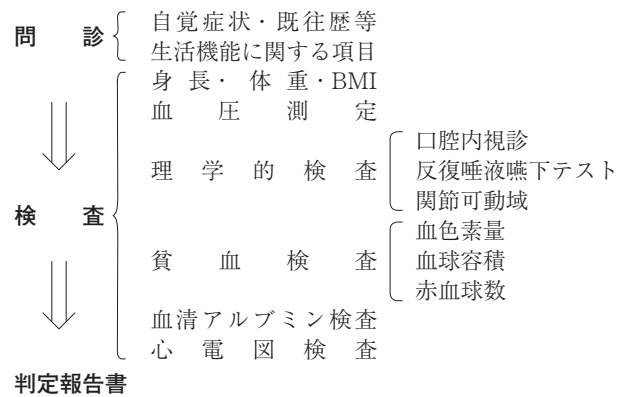 問診
自覚症状・既往歴等
生活機能に関する項目
身長・体重・BMI
血圧測定
理学的検査
口腔内視診
反復唾液嚥下テスト
関節可動域
検査
貧血検査
血色素量
血球容積
赤血球数
血清アルブミン検査
心電図検査
判定報告書